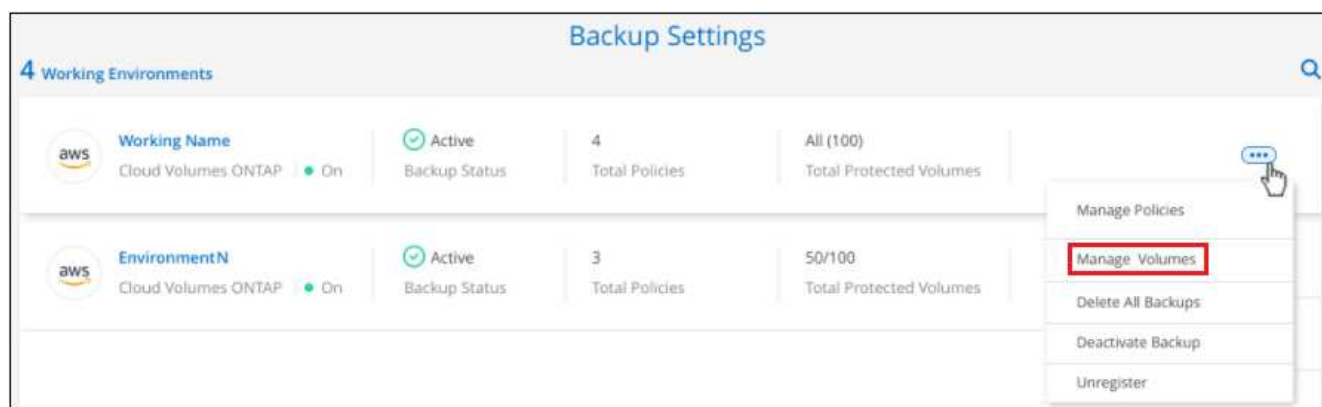 Backup Settings
4 Working Environments
aws
Working Name
Cloud Volumes ONTAP
On
Active
Backup Status
4
Total Policies
All (100)
Total Protected Volumes
Manage Policies
Manage Volumes
Delete All Backups
Deactivate Backup
Unregister
aws
EnvironmentN
Cloud Volumes ONTAP
On
Active
Backup Status
3
Total Policies
50/100
Total Protected Volumes